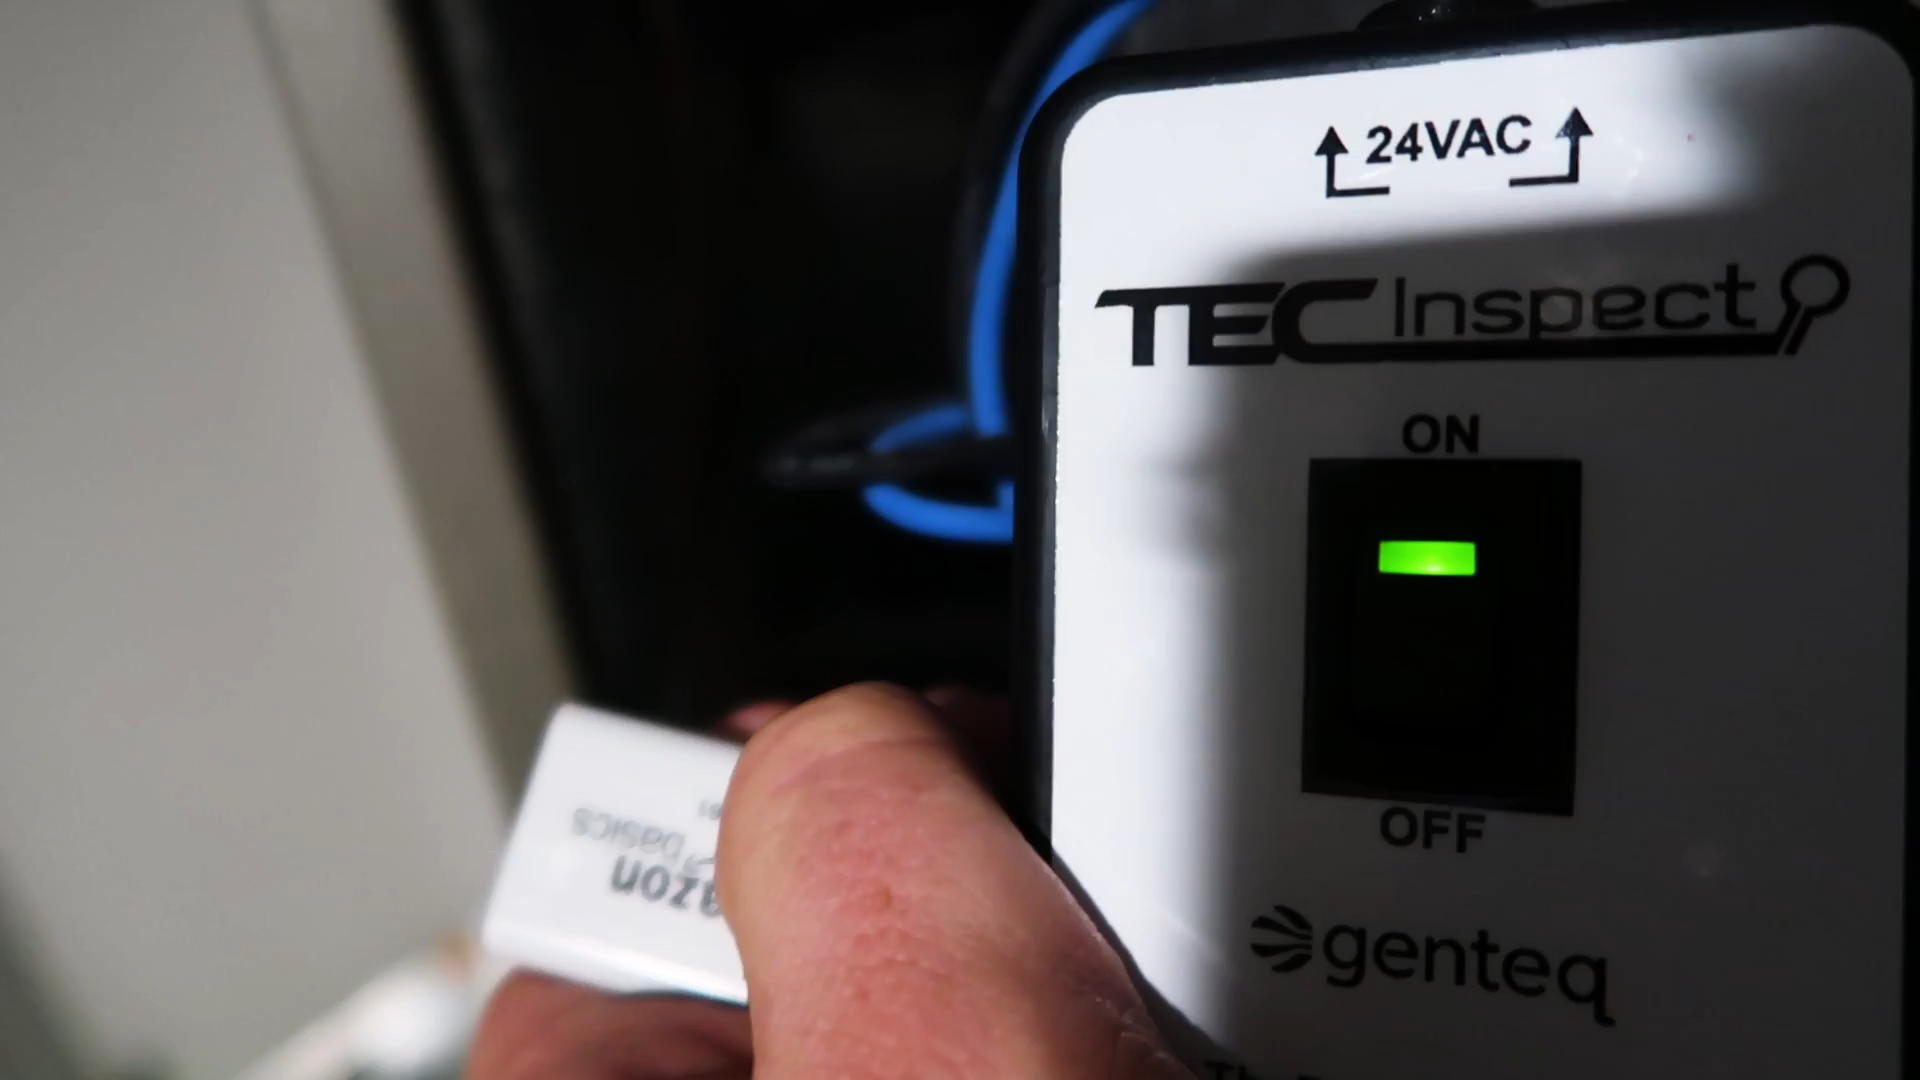 24VAC
TEC Inspect
ON
OFF
genteq
azon
basics